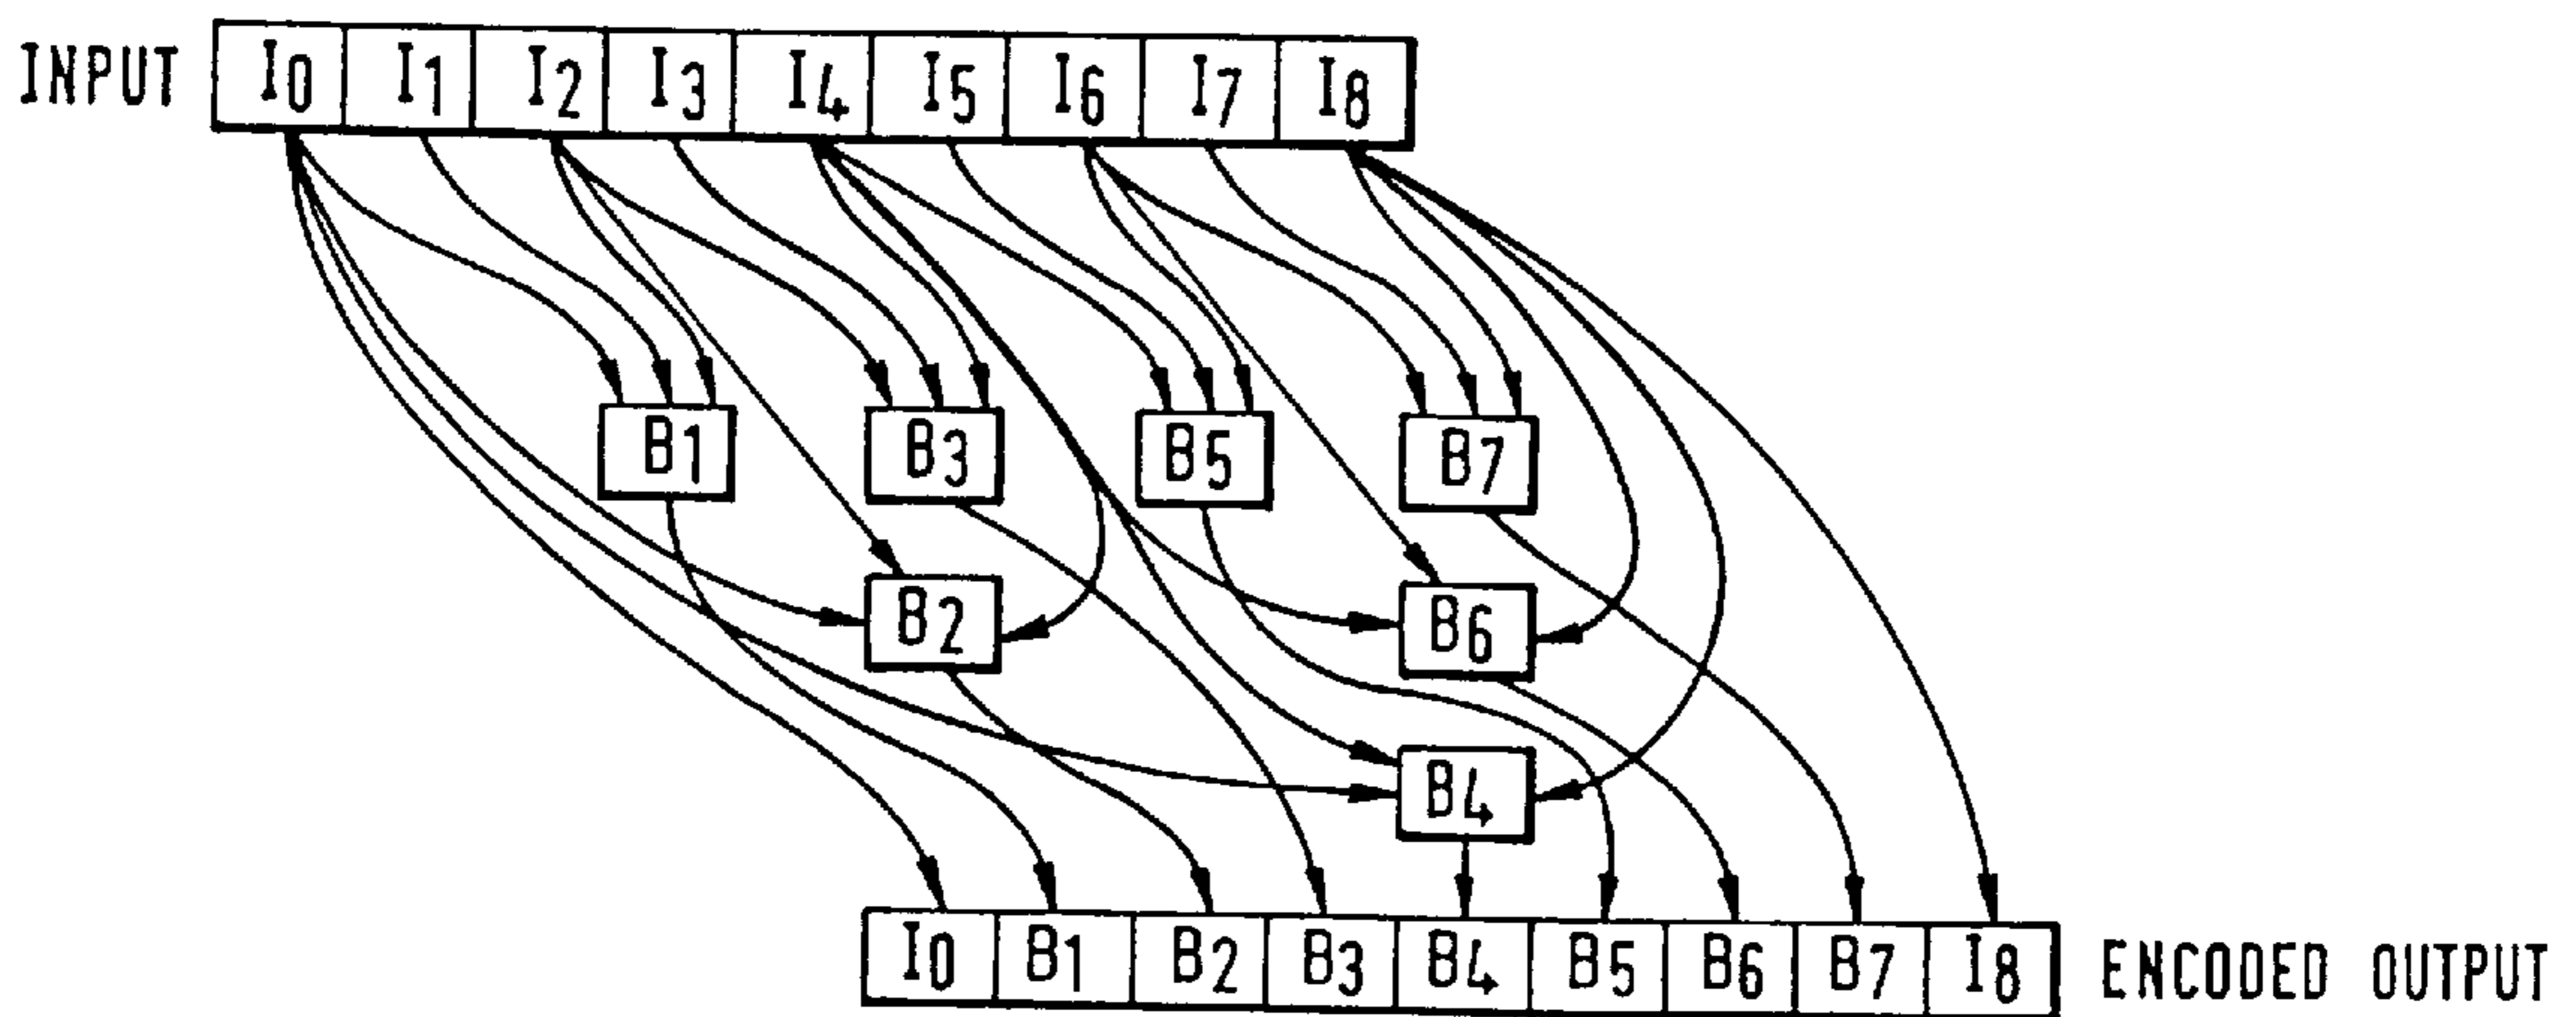 INPUT I0 I1 I2 I3 I4 I5 I6 I7 I8
B1 B3 B5 B7
B2 B6
B4
I0 B1 B2 B3 B4 B5 B6 B7 I8 ENCODED OUTPUT